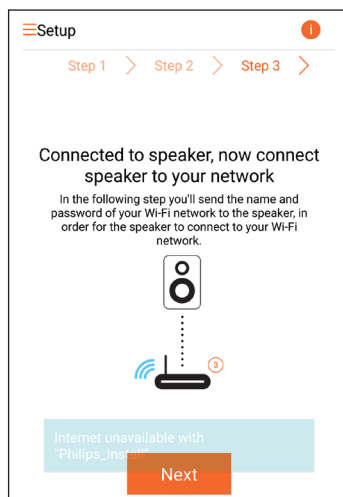 Setup
i
Step 1 > Step 2 > Step 3 >
Connected to speaker, now connect
speaker to your network
In the following step you'll send the name and
password of your Wi-Fi network to the speaker, in
order for the speaker to connect to your Wi-Fi
network.
3
Internet unavailable with
"Philips_Install"
Next